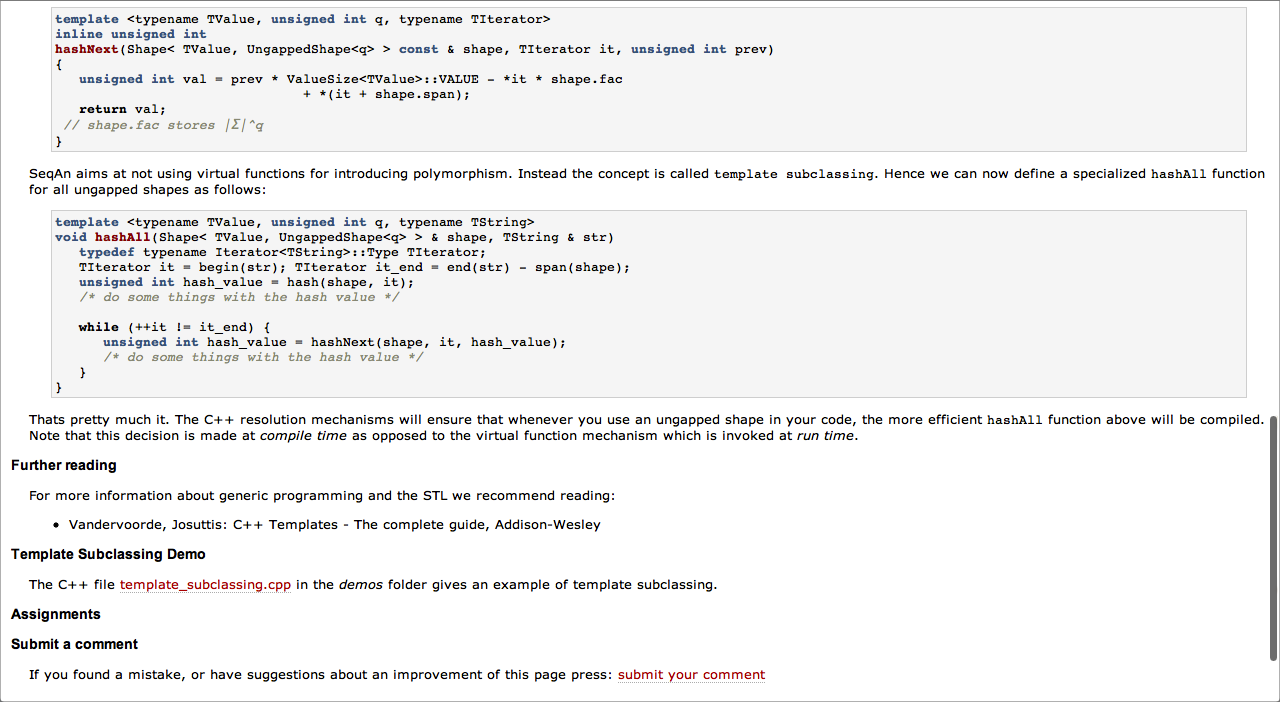 template <typename TValue, unsigned int q, typename TIterator>
inline unsigned int
hashNext(Shape< TValue, UngappedShape<q> > const & shape, TIterator it, unsigned int prev)
{
   unsigned int val = prev * ValueSize<TValue>::VALUE - *it * shape.fac
                               + *(it + shape.span);
   return val;
 // shape.fac stores |Σ|^q
}
SeqAn aims at not using virtual functions for introducing polymorphism. Instead the concept is called template subclassing. Hence we can now define a specialized hashAll function
for all ungapped shapes as follows:
template <typename TValue, unsigned int q, typename TString>
void hashAll(Shape< TValue, UngappedShape<q> > & shape, TString & str)
   typedef typename Iterator<TString>::Type TIterator;
   TIterator it = begin(str); TIterator it_end = end(str) - span(shape);
   unsigned int hash_value = hash(shape, it);
   /* do some things with the hash value */
   while (++it != it_end) {
      unsigned int hash_value = hashNext(shape, it, hash_value);
      /* do some things with the hash value */
   }
}
Thats pretty much it. The C++ resolution mechanisms will ensure that whenever you use an ungapped shape in your code, the more efficient hashAll function above will be compiled.
Note that this decision is made at compile time as opposed to the virtual function mechanism which is invoked at run time.
Further reading
For more information about generic programming and the STL we recommend reading:
• Vandervoorde, Josuttis: C++ Templates - The complete guide, Addison-Wesley
Template Subclassing Demo
The C++ file template_subclassing.cpp in the demos folder gives an example of template subclassing.
Assignments
Submit a comment
If you found a mistake, or have suggestions about an improvement of this page press: submit your comment